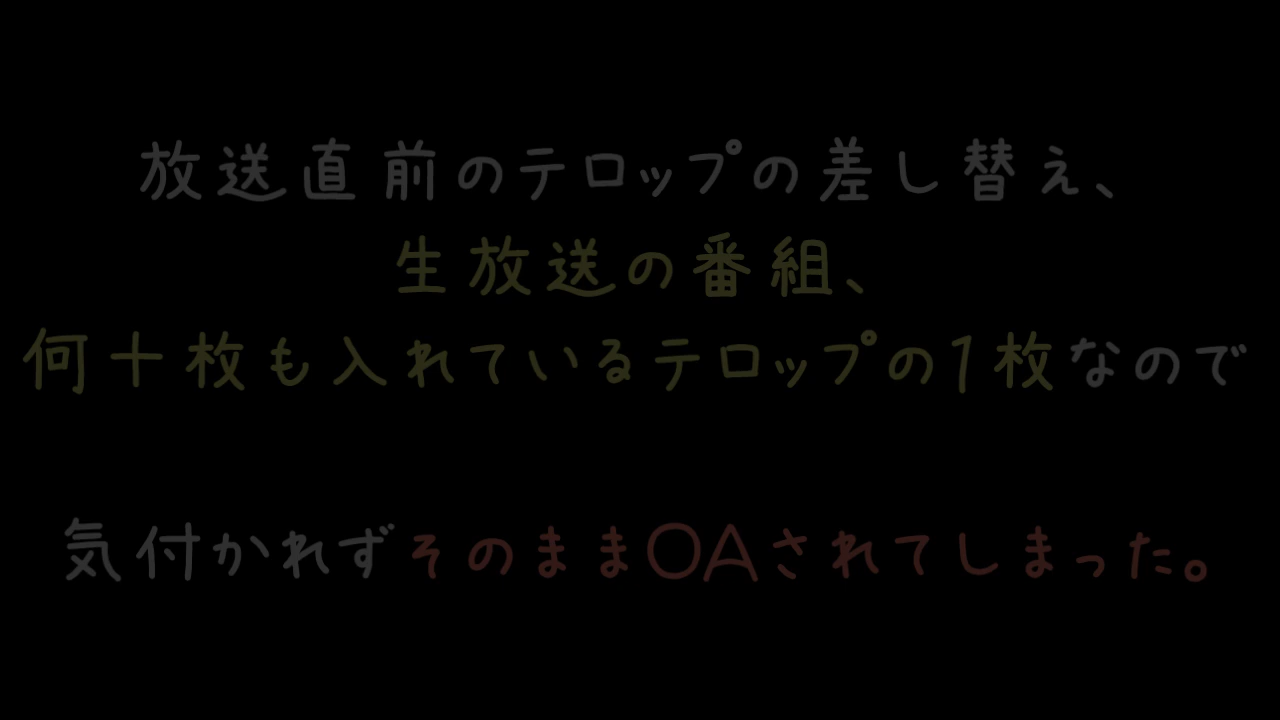 放送直前のテロップの差し替え、
生放送の番組、
何十枚も入れているテロップの1枚なので
気付かれずそのままOAされてしまった。